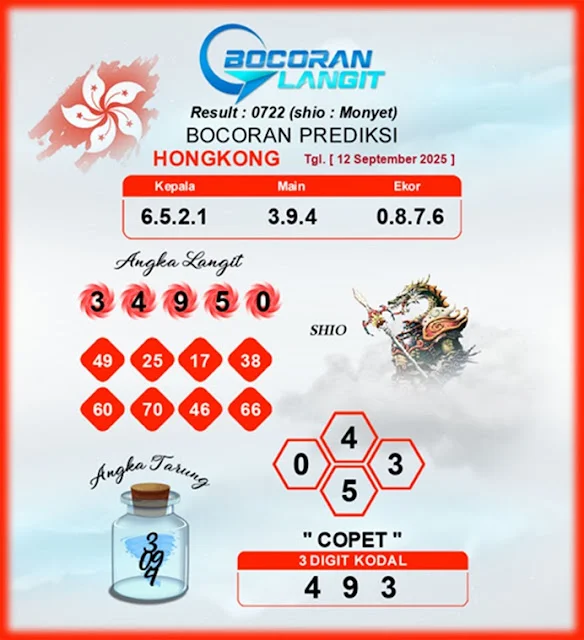 BOCORAN
LANGIT
Result : 0722 (shio : Monyet)
BOCORAN PREDIKSI
HONGKONG Tgl. [ 12 September 2025 ]
Kepala Main Ekor
6.5.2.1 3.9.4 0.8.7.6
Angka Langit
3 4 9 5 0
SHIO
49 25 17 38
60 70 46 66
4
0 3
5
Angka Tarung
3
09
4
" COPET "
3 DIGIT KODAL
4 9 3